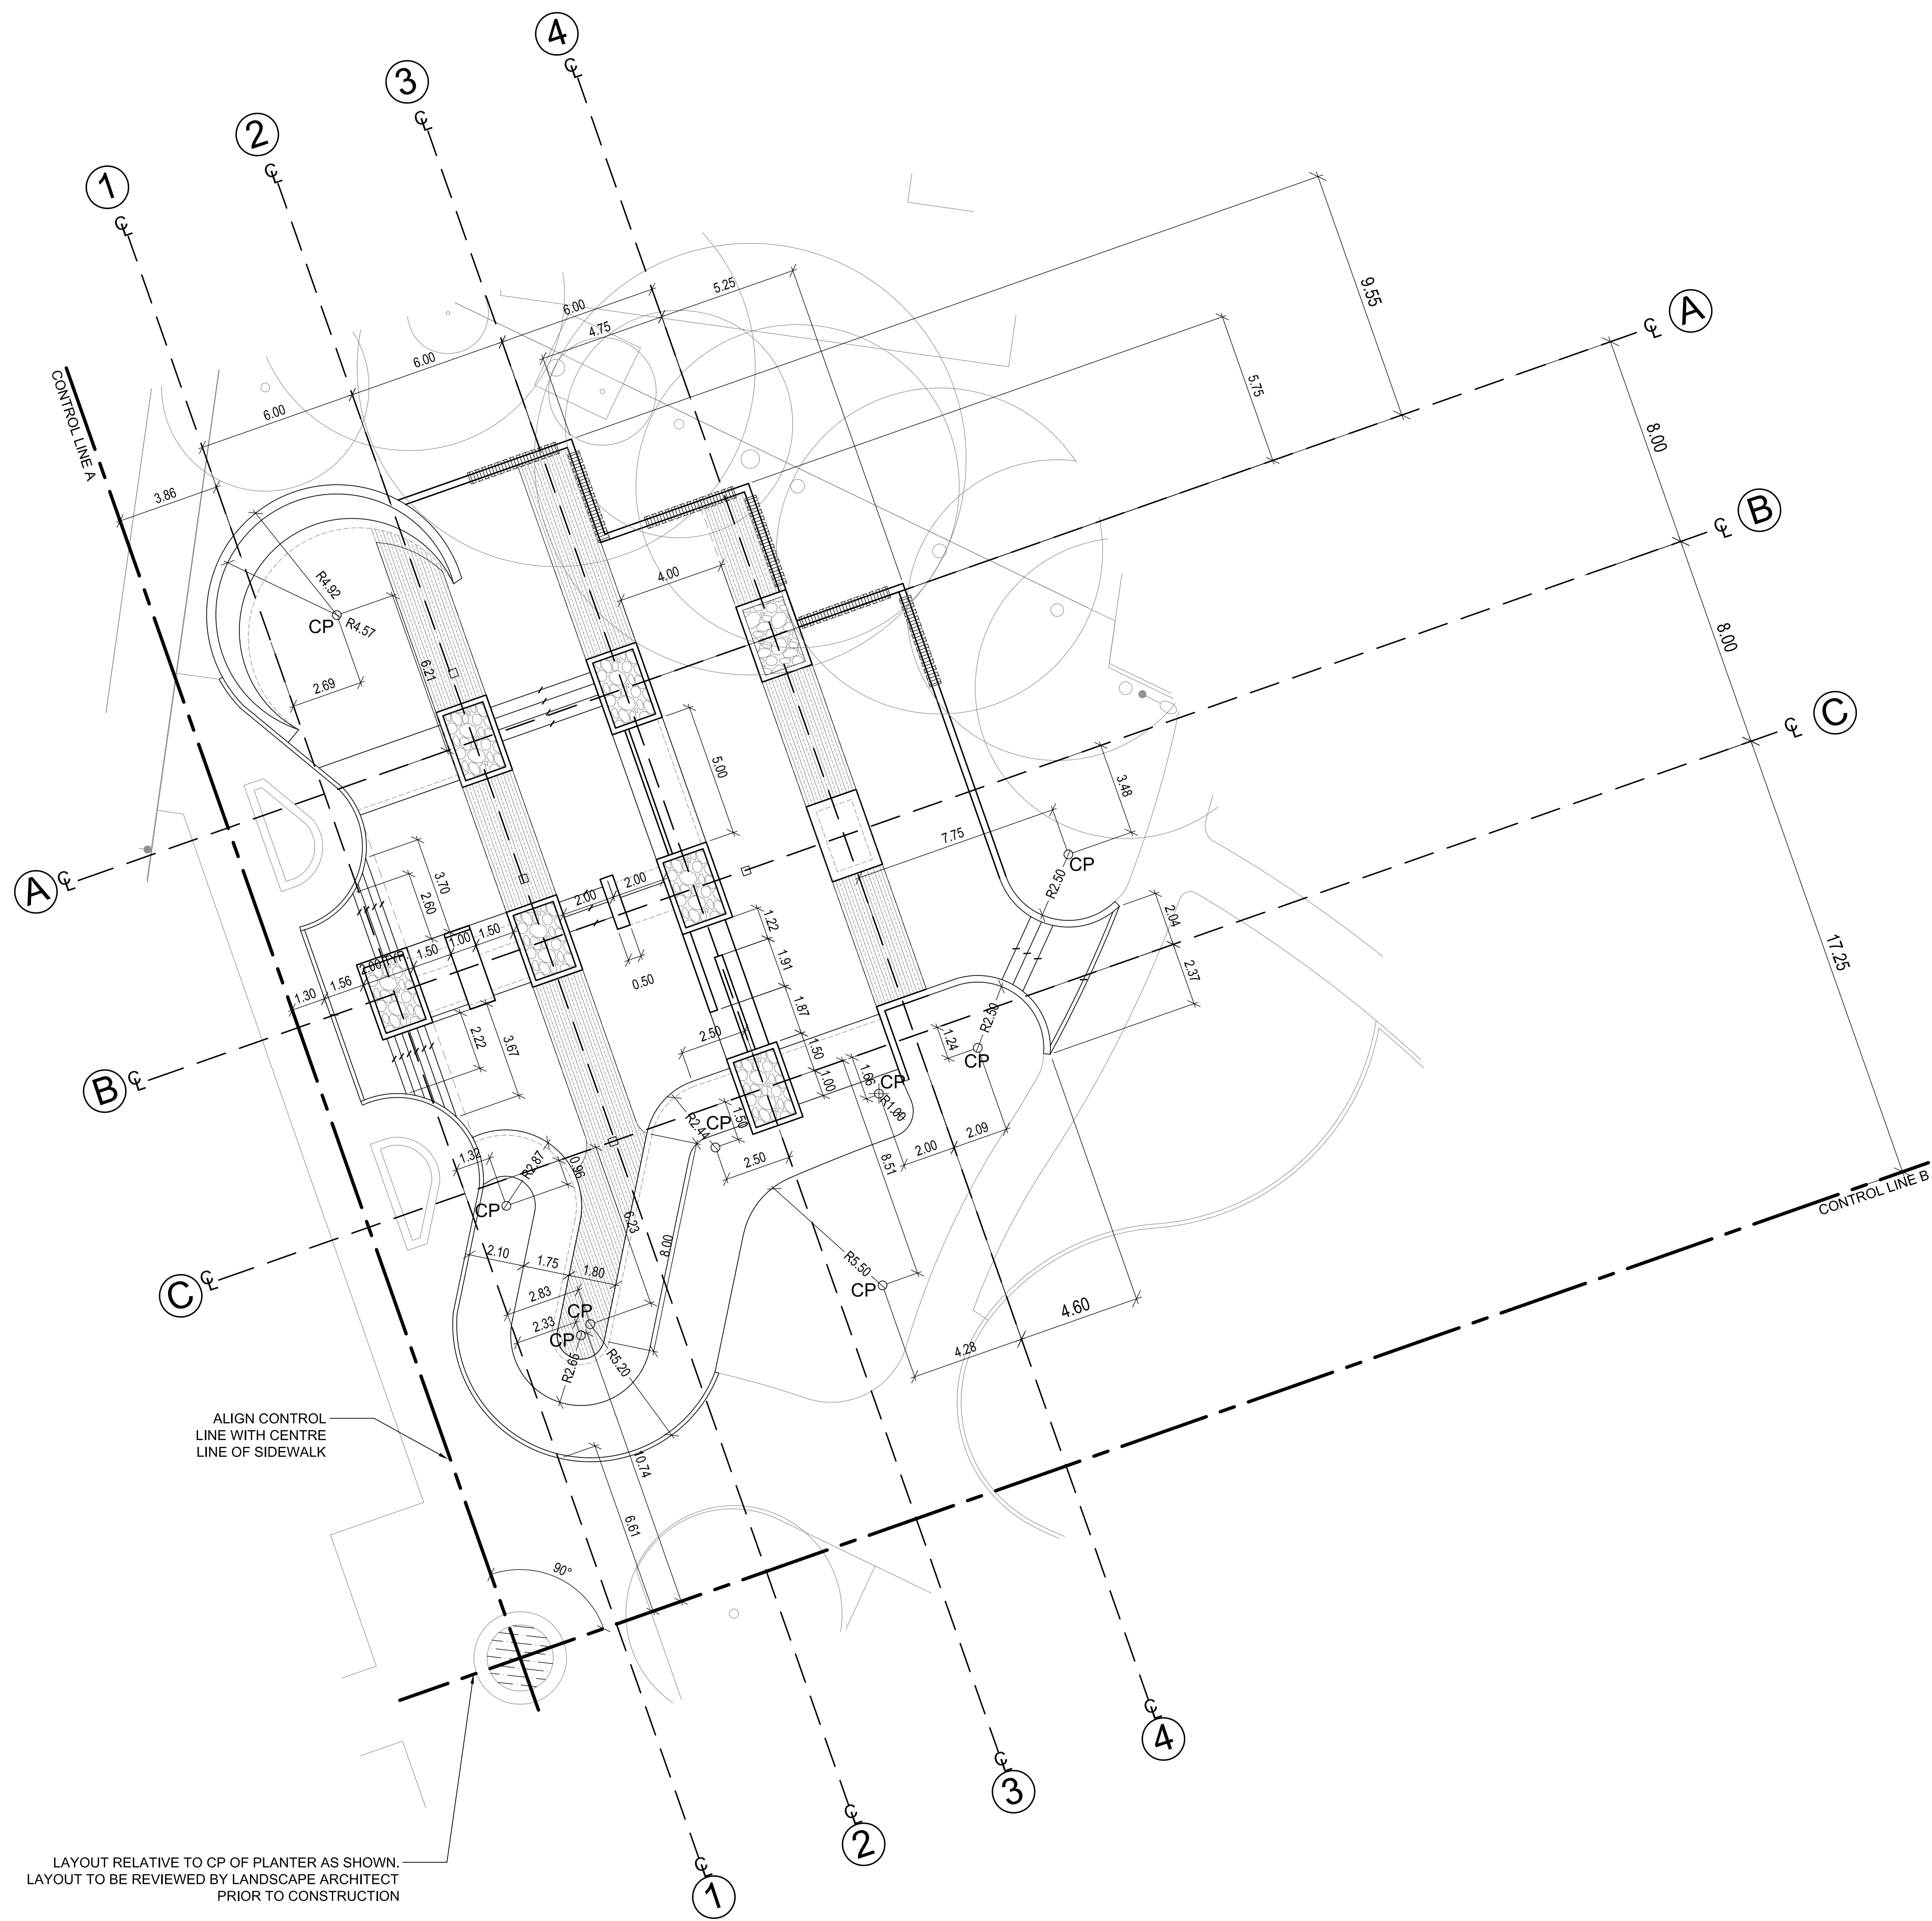 4
℄
3
℄
2
℄
1
℄
9.55
5.25
6.00
4.75
6.00
6.00
℄ A
5.75
CONTROL LINE A
3.86
8.00
R4.92
4.00
℄ B
CP
R4.57
6.21
2.69
8.00
5.00
℄ C
3.48
7.75
CP
R2.50
A ℄
3.70
2.60
2.00
2.00
1.22
2.04
1.50
1.00
1.50
2.00 TYP.
1.91
17.25
1.30
1.56
0.50
2.37
1.87
R2.50
2.22
3.67
2.50
1.24
CP
1.50
B ℄
1.00
1.66
CP
R1.00
1.50
CP
R2.44
2.00
2.09
2.50
8.51
1.32
R2.87
0.96
CP
CONTROL LINE B
6.23
8.00
2.10
1.75
1.80
R5.50
CP
C ℄
2.83
CP
4.60
2.33
CP
4.28
R2.65
R5.20
ALIGN CONTROL
LINE WITH CENTRE
LINE OF SIDEWALK
10.74
6.61
90°
℄
4
℄
3
℄
2
LAYOUT RELATIVE TO CP OF PLANTER AS SHOWN.
LAYOUT TO BE REVIEWED BY LANDSCAPE ARCHITECT
PRIOR TO CONSTRUCTION
℄
1